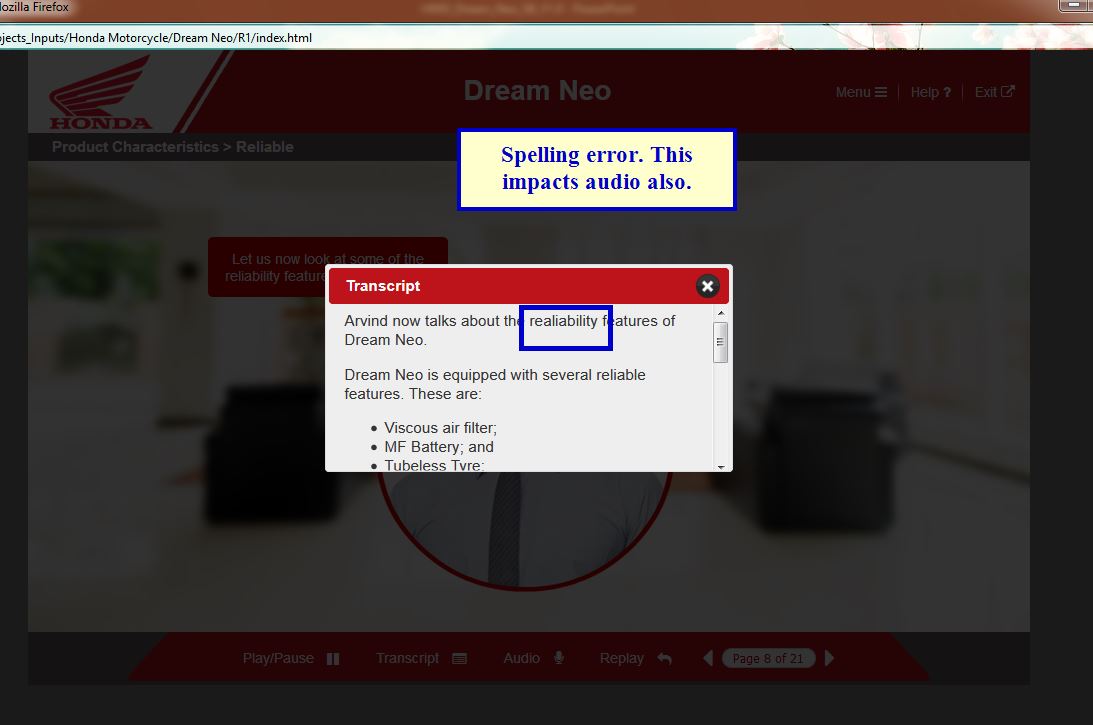 Mozilla Firefox
jects_Inputs/Honda Motorcycle/Dream Neo/R1/index.html
HONDA
Dream Neo
Menu
Help ?
Exit
Product Characteristics > Reliable
Spelling error. This
impacts audio also.
Let us now look at some of the
reliability
Transcript
Arvind now talks about the realiability features of
Dream Neo.
Dream Neo is equipped with several reliable
features. These are:
• Viscous air filter;
• MF Battery; and
• Tubeless Tyre;
Play/Pause
Transcript
Audio
Replay
Page 8 of 21